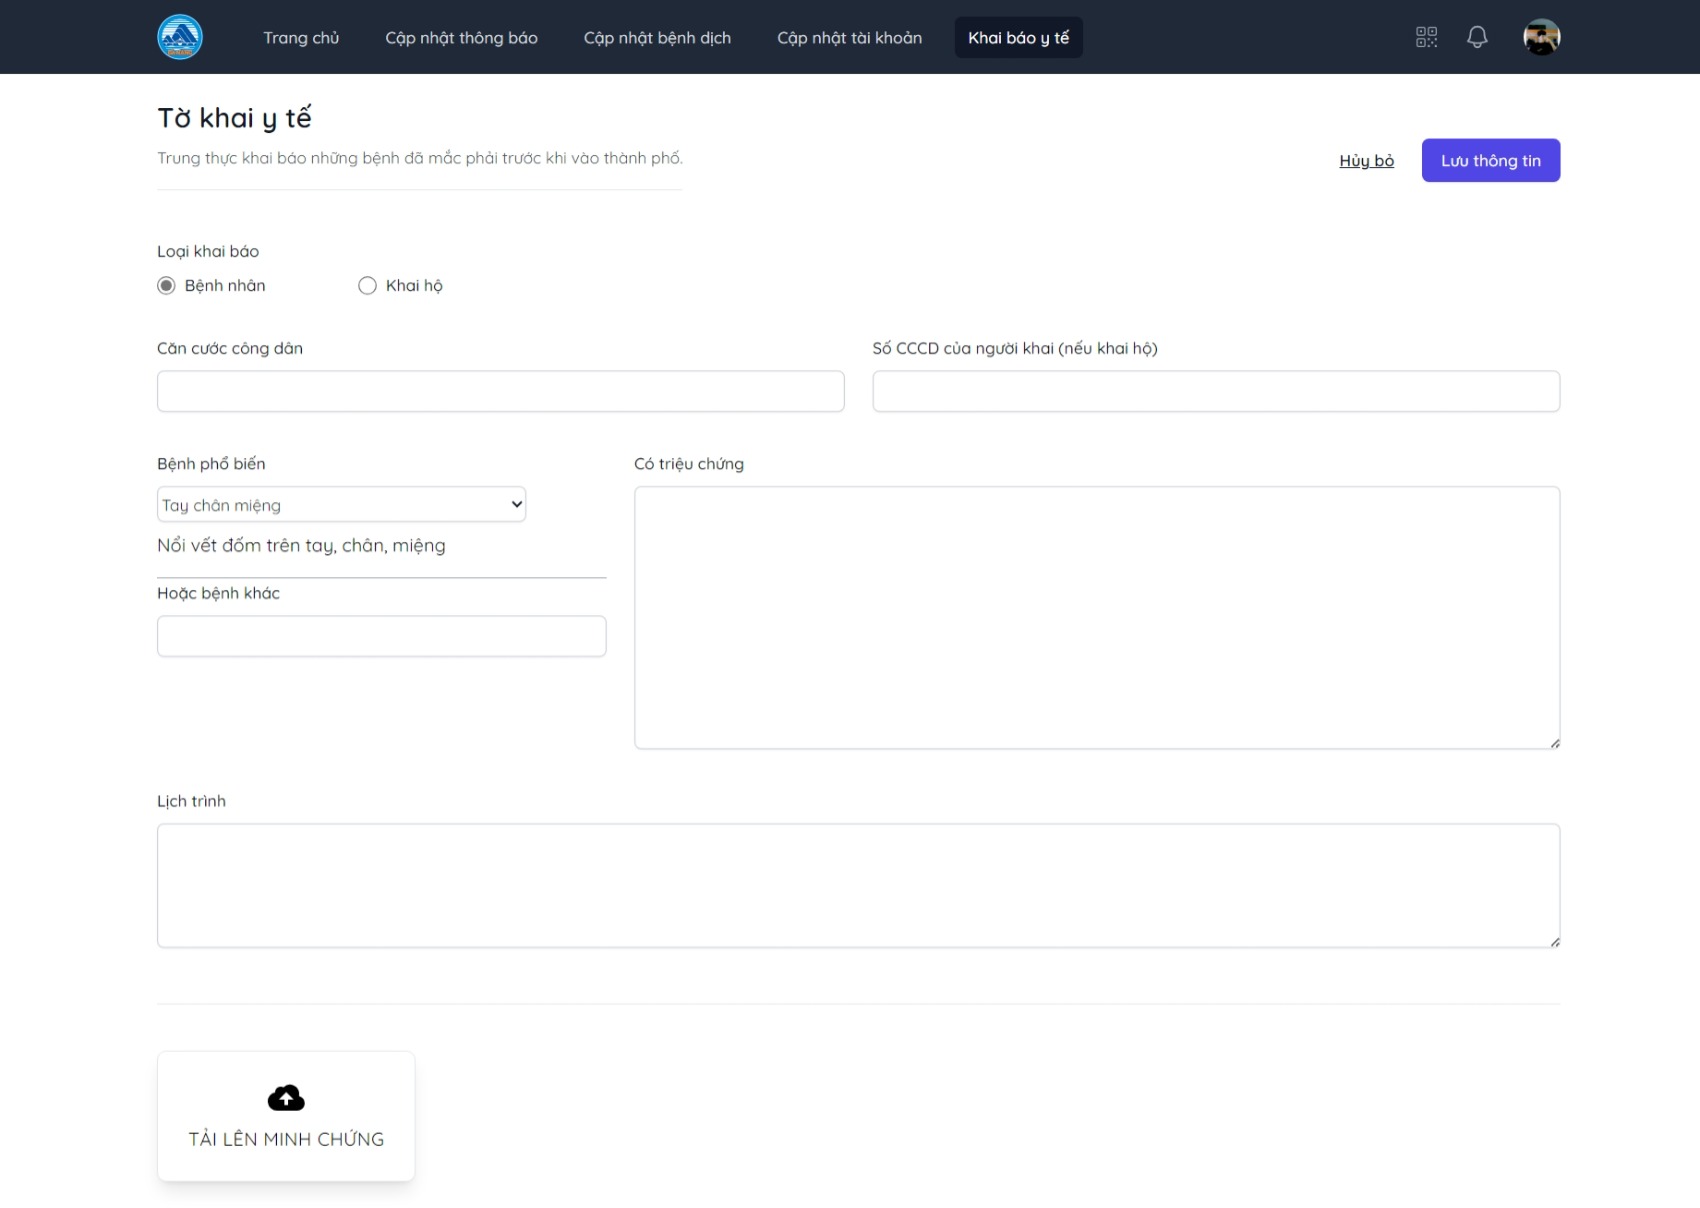 Trang chủ
Cập nhật thông báo
Cập nhật bệnh dịch
Cập nhật tài khoản
Khai báo y tế
Tờ khai y tế
Trung thực khai báo những bệnh đã mắc phải trước khi vào thành phố.
Hủy bỏ
Lưu thông tin
Loại khai báo
Bệnh nhân
Khai hộ
Căn cước công dân
Số CCCD của người khai (nếu khai hộ)
Bệnh phổ biến
Có triệu chứng
Tay chân miệng
Nổi vết đốm trên tay, chân, miệng
Hoặc bệnh khác
Lịch trình
TẢI LÊN MINH CHỨNG